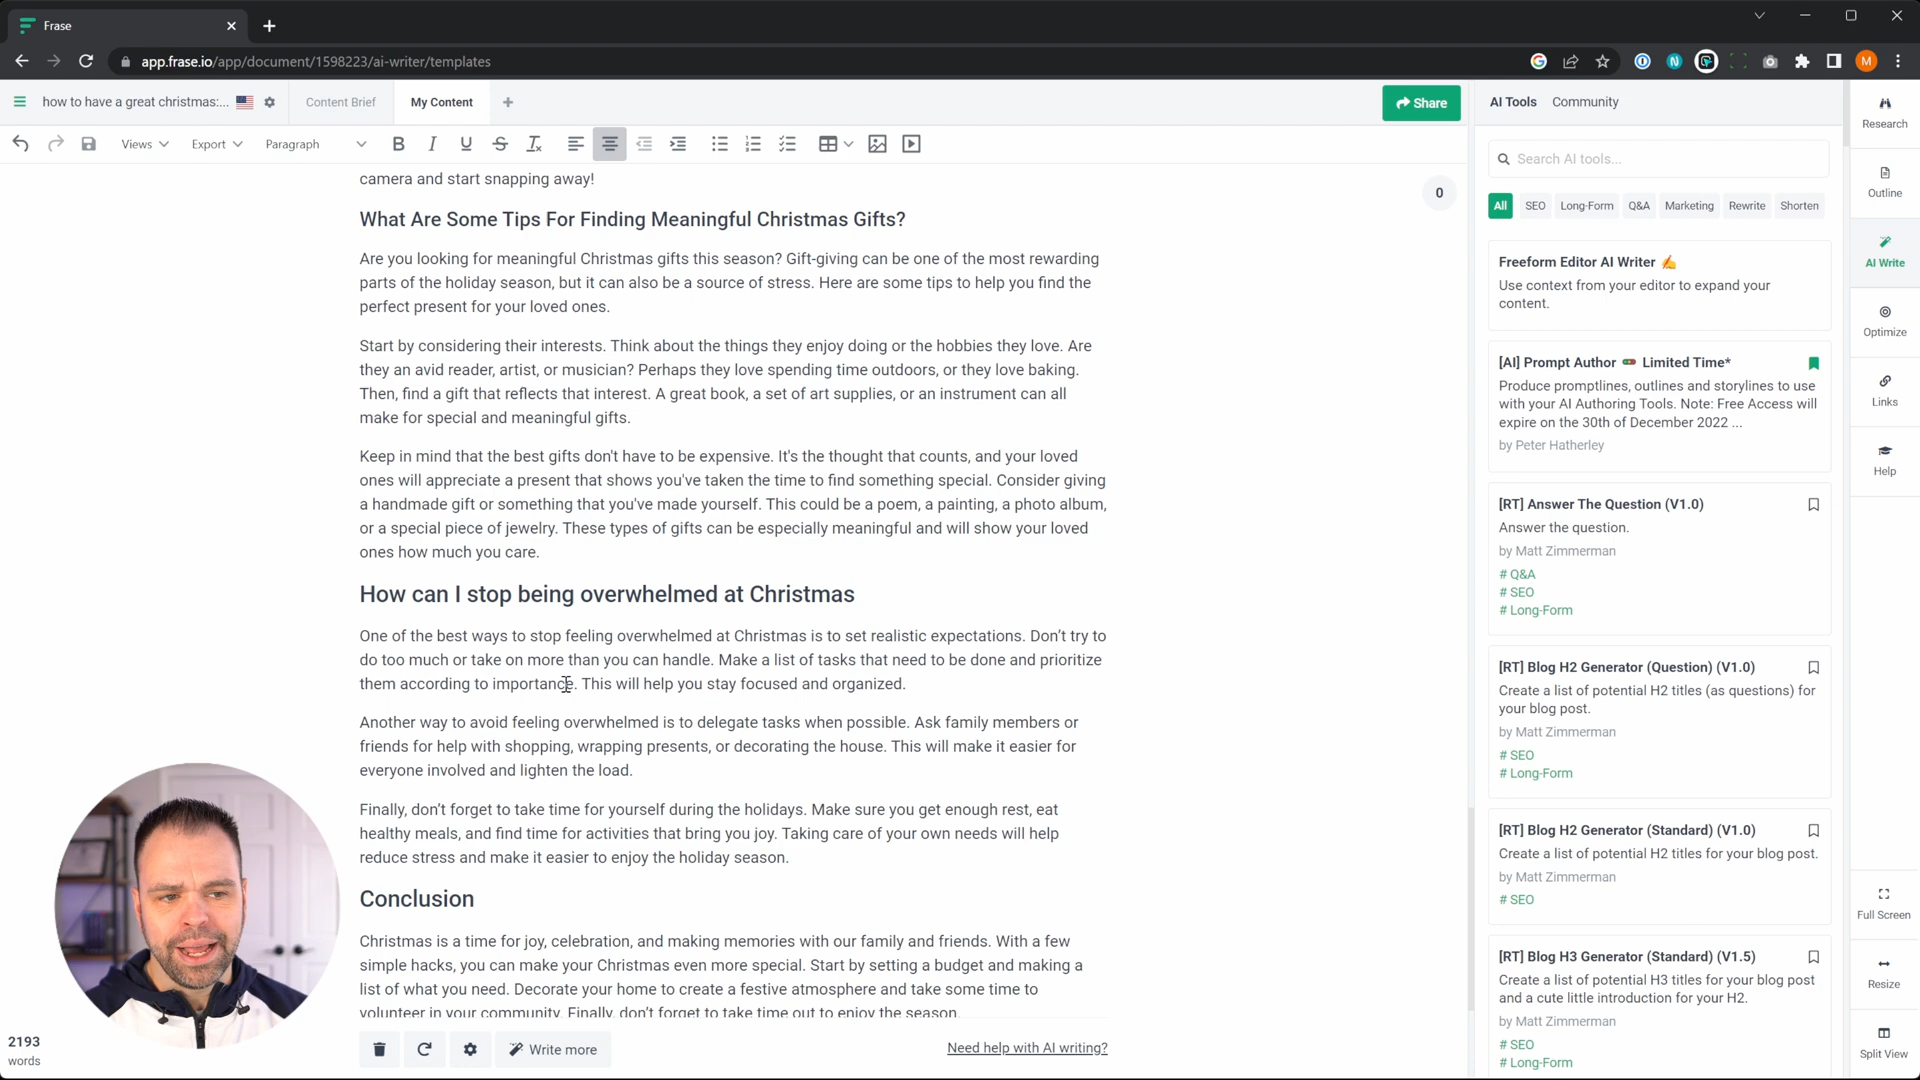 Frase
app.frase.io/app/document/1598223/ai-writer/templates
M
how to have a great christmas:...
Content Brief
My Content
Share
Views
Export
Paragraph
B
I
U
camera and start snapping away!
0
What Are Some Tips For Finding Meaningful Christmas Gifts?
Are you looking for meaningful Christmas gifts this season? Gift-giving can be one of the most rewarding
parts of the holiday season, but it can also be a source of stress. Here are some tips to help you find the
perfect present for your loved ones.
Start by considering their interests. Think about the things they enjoy doing or the hobbies they love. Are
they an avid reader, artist, or musician? Perhaps they love spending time outdoors, or they love baking.
Then, find a gift that reflects that interest. A great book, a set of art supplies, or an instrument can all
make for special and meaningful gifts.
Keep in mind that the best gifts don't have to be expensive. It's the thought that counts, and your loved
ones will appreciate a present that shows you've taken the time to find something special. Consider giving
a handmade gift or something that you've made yourself. This could be a poem, a painting, a photo album,
or a special piece of jewelry. These types of gifts can be especially meaningful and will show your loved
ones how much you care.
How can I stop being overwhelmed at Christmas
One of the best ways to stop feeling overwhelmed at Christmas is to set realistic expectations. Don't try to
do too much or take on more than you can handle. Make a list of tasks that need to be done and prioritize
them according to importance. This will help you stay focused and organized.
Another way to avoid feeling overwhelmed is to delegate tasks when possible. Ask family members or
friends for help with shopping, wrapping presents, or decorating the house. This will make it easier for
everyone involved and lighten the load.
Finally, don't forget to take time for yourself during the holidays. Make sure you get enough rest, eat
healthy meals, and find time for activities that bring you joy. Taking care of your own needs will help
reduce stress and make it easier to enjoy the holiday season.
Conclusion
Christmas is a time for joy, celebration, and making memories with our family and friends. With a few
simple hacks, you can make your Christmas even more special. Start by setting a budget and making a
list of what you need. Decorate your home to create a festive atmosphere and take some time to
volunteer in your community. Finally, don't forget to take time out to enjoy the season.
2193
words
Write more
Need help with AI writing?
AI Tools
Community
Search AI tools...
All
SEO
Long-Form
Q&A
Marketing
Rewrite
Shorten
Freeform Editor AI Writer ✍
Use context from your editor to expand your
content.
[AI] Prompt Author 🚥 Limited Time*
Produce promptlines, outlines and storylines to use
with your AI Authoring Tools. Note: Free Access will
expire on the 30th of December 2022 ...
by Peter Hatherley
[RT] Answer The Question (V1.0)
Answer the question.
by Matt Zimmerman
# Q&A
# SEO
# Long-Form
[RT] Blog H2 Generator (Question) (V1.0)
Create a list of potential H2 titles (as questions) for
your blog post.
by Matt Zimmerman
# SEO
# Long-Form
[RT] Blog H2 Generator (Standard) (V1.0)
Create a list of potential H2 titles for your blog post.
by Matt Zimmerman
# SEO
[RT] Blog H3 Generator (Standard) (V1.5)
Create a list of potential H3 titles for your blog post
and a cute little introduction for your H2.
by Matt Zimmerman
# SEO
# Long-Form
Research
Outline
AI Write
Optimize
Links
Help
Full Screen
Resize
Split View